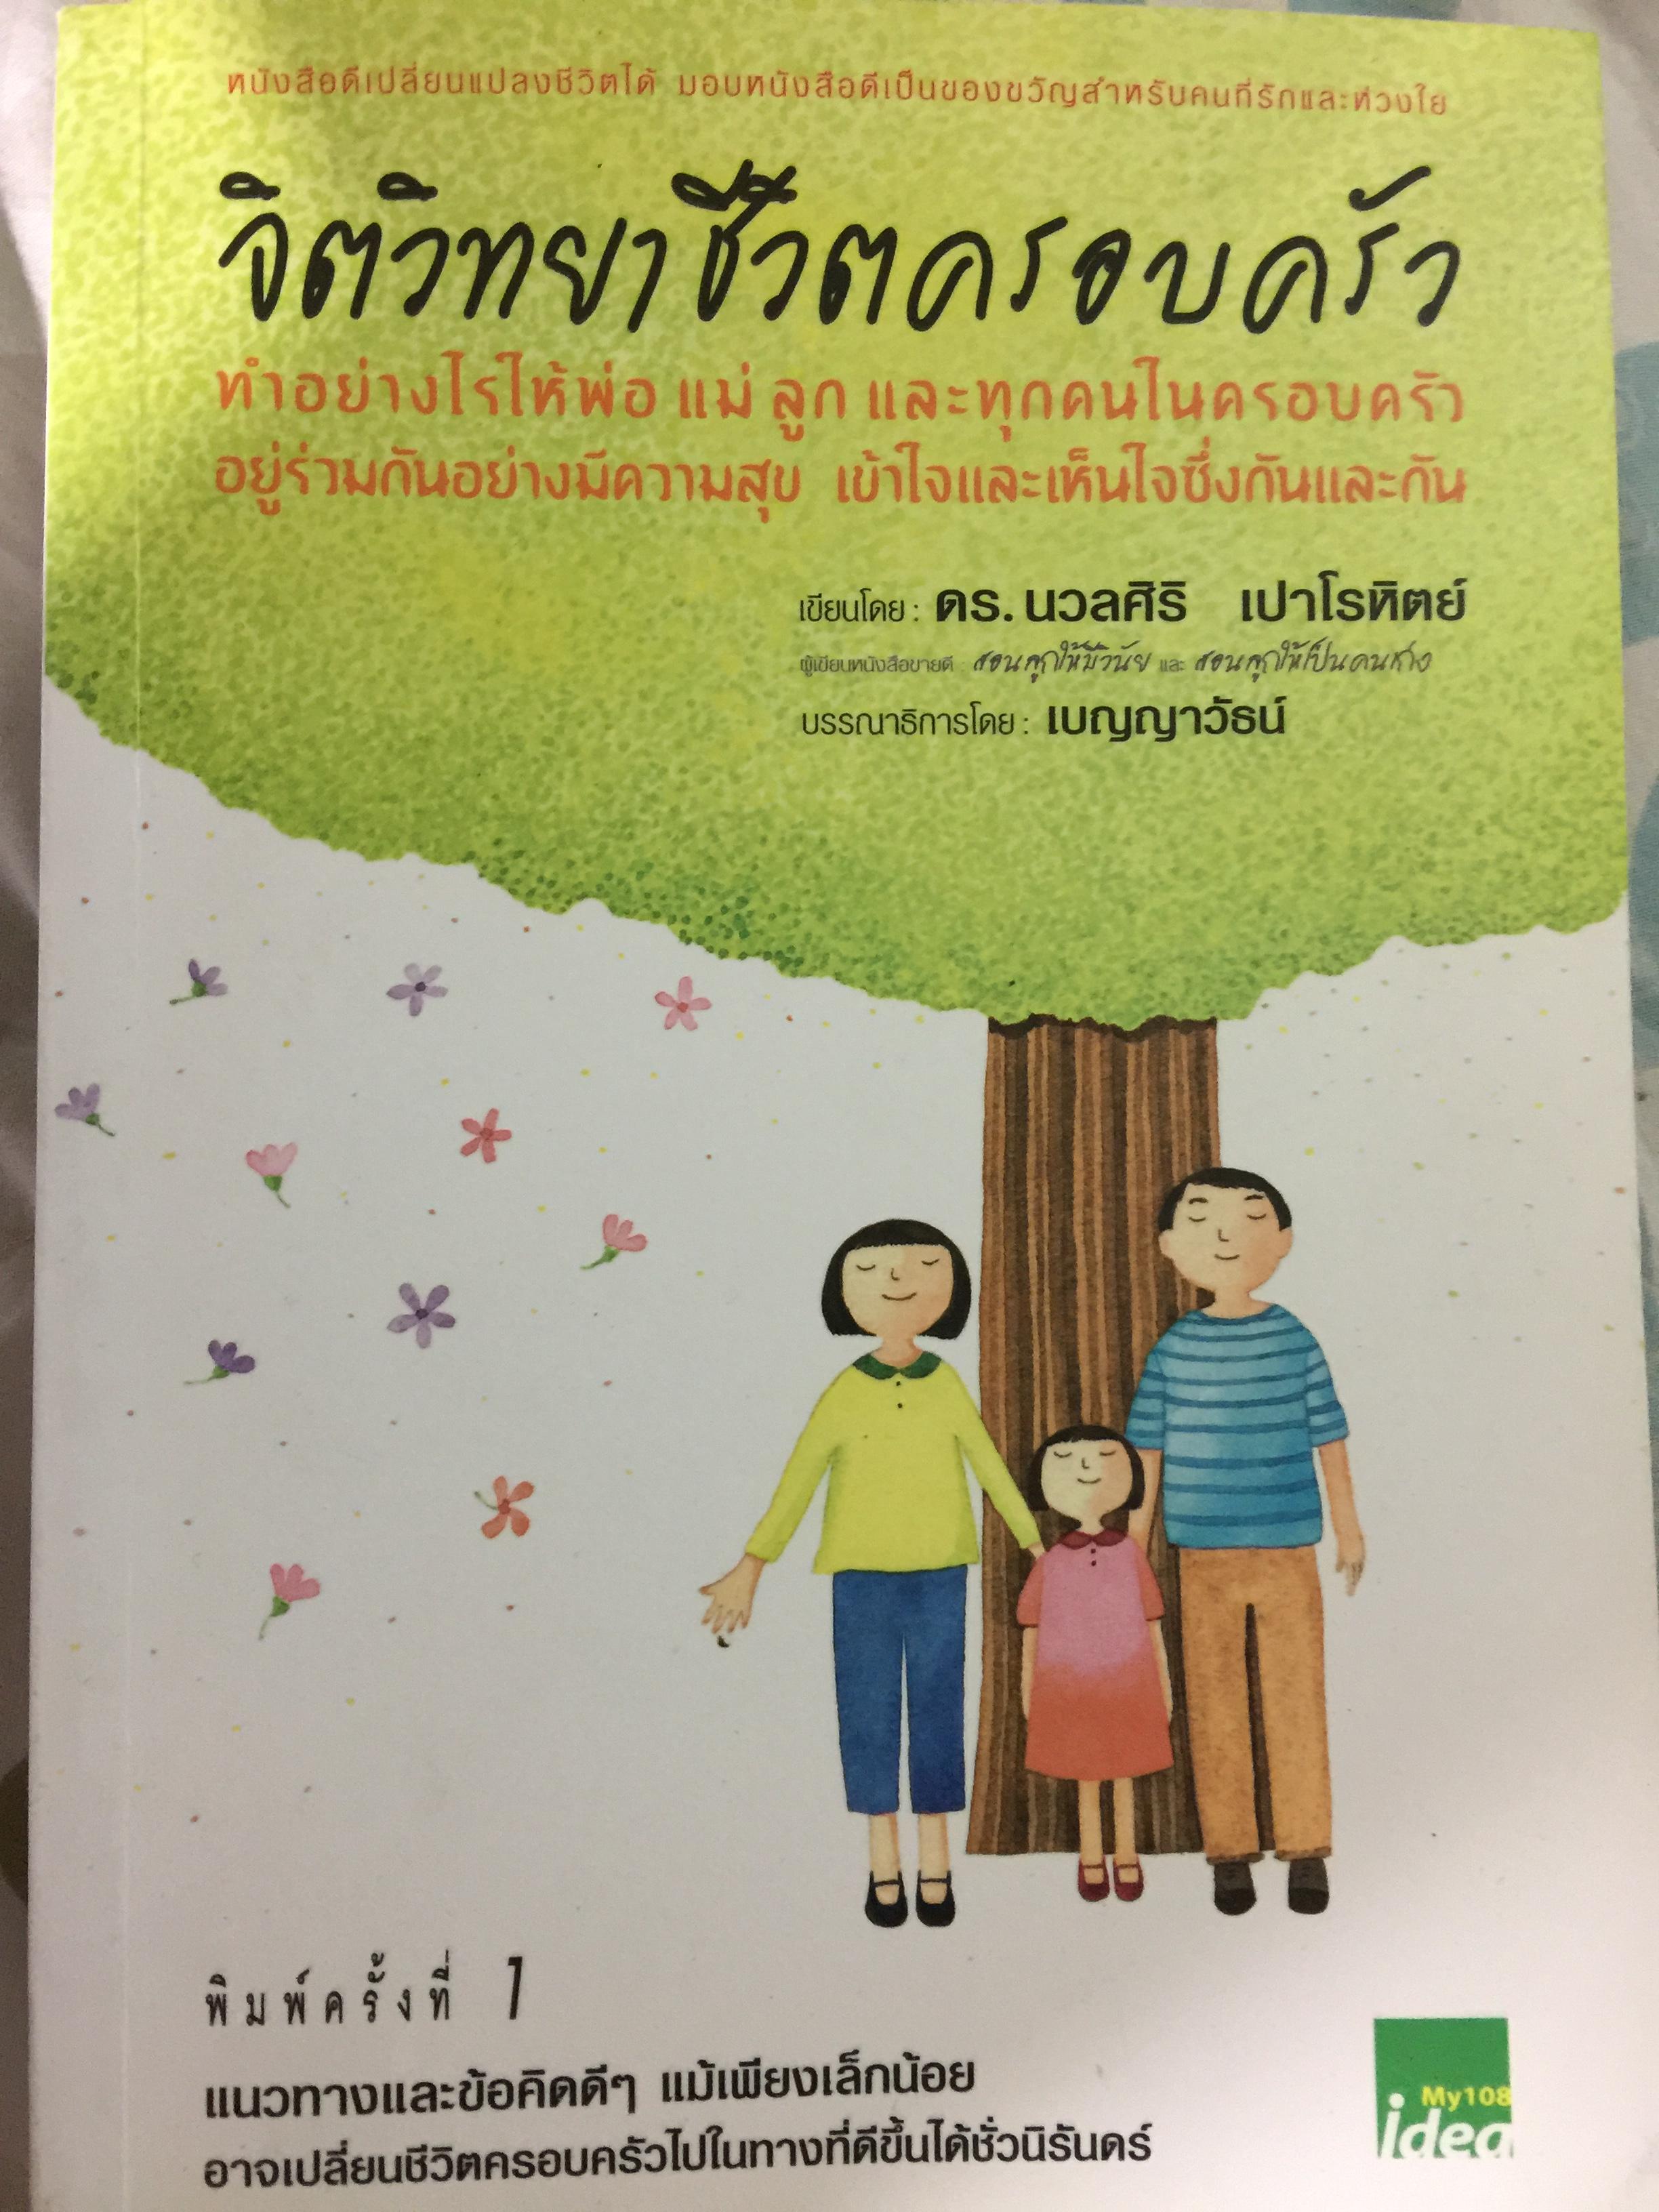 หนังสือดีเปลี่ยนแปลงชีวิตได้ มอบหนังสือดีเป็นของขวัญสำหรับคนที่รักและห่วงใย
จิตวิทยาชีวิตครอบครัว
ทำอย่างไรให้พ่อ แม่ ลูก และทุกคนในครอบครัว
อยู่ร่วมกันอย่างมีความสุข เข้าใจและเห็นใจซึ่งกันและกัน
เขียนโดย : ดร. นวลศิริ เปาโรหิตย์
ผู้เขียนหนังสือขายดี : สอนลูกให้มีวินัย และ สอนลูกให้เป็นคนเก่ง
บรรณาธิการโดย : เบญญาวัธน์
พิมพ์ครั้งที่ 1
แนวทางและข้อคิดดีๆ แม้เพียงเล็กน้อย
อาจเปลี่ยนชีวิตครอบครัวไปในทางที่ดีขึ้นได้ชั่วนิรันดร์
My108
idea